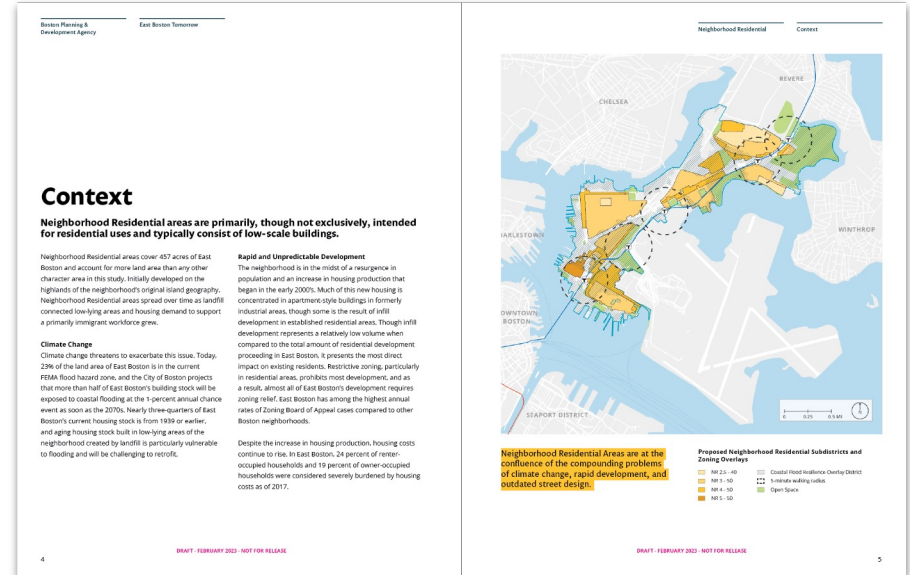 Boston Planning &
Development Agency
East Boston Tomorrow
Context
Neighborhood Residential areas are primarily, though not exclusively, intended
for residential uses and typically consist of low-scale buildings.
Neighborhood Residential areas cover 457 acres of East
Boston and account for more land area than any other
character area in this study. Initially developed on the
highlands of the neighborhood's original island geography,
Neighborhood Residential areas spread over time as landfill
connected low-lying areas and housing demand to support
a primarily immigrant workforce grew.
Climate Change
Climate change threatens to exacerbate this issue. Today,
23% of the land area of East Boston is in the current
FEMA flood hazard zone, and the City of Boston projects
that more than half of East Boston's building stock will be
exposed to coastal flooding at the 1-percent annual chance
event as soon as the 2070s. Nearly three-quarters of East
Boston's current housing stock is from 1939 or earlier,
and aging housing stock built in low-lying areas of the
neighborhood created by landfill is particularly vulnerable
to flooding and will be challenging to retrofit.
Rapid and Unpredictable Development
The neighborhood is in the midst of a resurgence in
population and an increase in housing production that
began in the early 2000's. Much of this new housing is
concentrated in apartment-style buildings in formerly
industrial areas, though some is the result of infill
development in established residential areas. Though infill
development represents a relatively low volume when
compared to the total amount of residential development
proceeding in East Boston, it presents the most direct
impact on existing residents. Restrictive zoning, particularly
in residential areas, prohibits most development, and as
a result, almost all of East Boston's development requires
zoning relief. East Boston has among the highest annual
rates of Zoning Board of Appeal cases compared to other
Boston neighborhoods.
Despite the increase in housing production, housing costs
continue to rise. In East Boston, 24 percent of renter-
occupied households and 19 percent of owner-occupied
households were considered severely burdened by housing
costs as of 2017.
DRAFT - FEBRUARY 2023 - NOT FOR RELEASE
4
Neighborhood Residential
Context
REVERE
CHELSEA
WINTHROP
ARLESTOWN
OWNTOWN
BOSTON
SEAPORT DISTRICT
0 0.25 0.5 Mi
Neighborhood Residential Areas are at the
confluence of the compounding problems
of climate change, rapid development, and
outdated street design.
Proposed Neighborhood Residential Subdistricts and
Zoning Overlays
NR 2.5 - 40
NR 3 - 50
NR 4 - 50
NR 5 - 50
Coastal Flood Resilience Overlay District
5-minute walking radius
Open Space
DRAFT - FEBRUARY 2023 - NOT FOR RELEASE
5